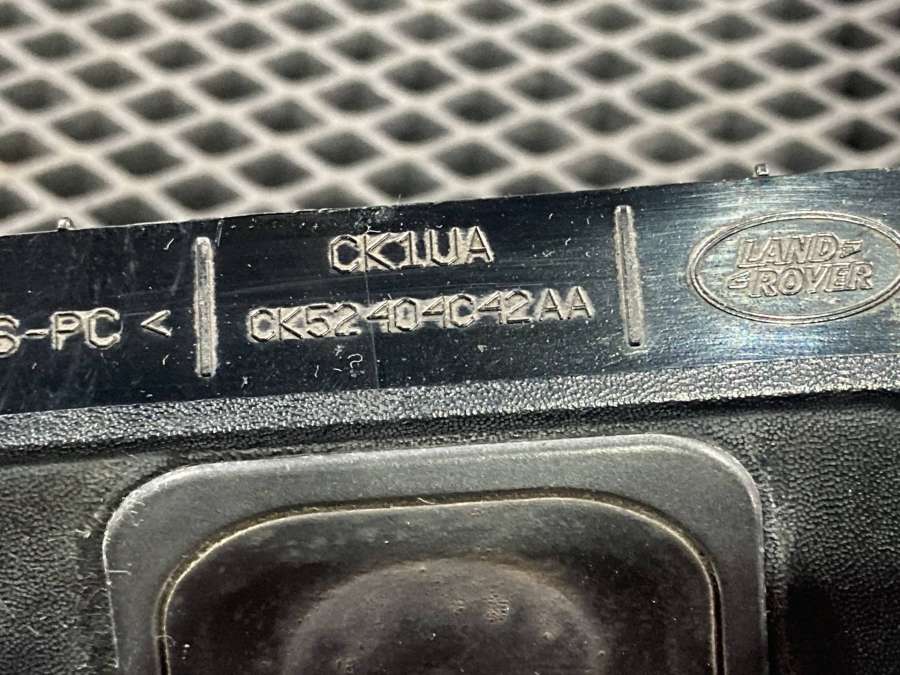 CK1UA
S-PC <
CK52404C42AA
LAND
ROVER